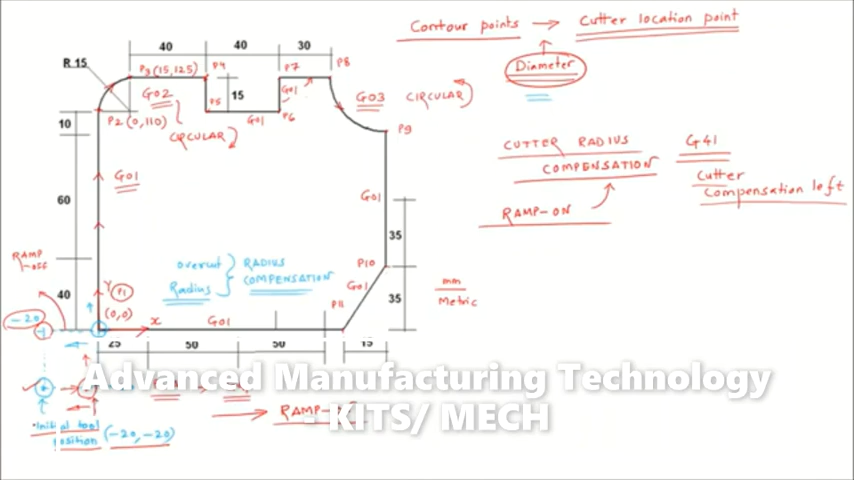 Contour points → Cutter location point
40
40
30
R 15
P3 (15,125)
P4
P7
P8
Diameter
G02
15
G01
G03 CIRCULAR
P5
P2 (0,110)
G01
P6
10
CIRCULAR
P9
CUTTER RADIUS
COMPENSATION
G41
Cutter
Compensation left
G01
60
G01
RAMP-ON
35
RAMP
-OFF
overcut
Radius
RADIUS
COMPENSATION
P10
G01
mm
Metric
40
Y
P1
(0,0)
P11
35
-20
X
G01
25
50
50
15
Advanced Manufacturing Technology
- KITS/ MECH
Initial tool
position (-20,-20)